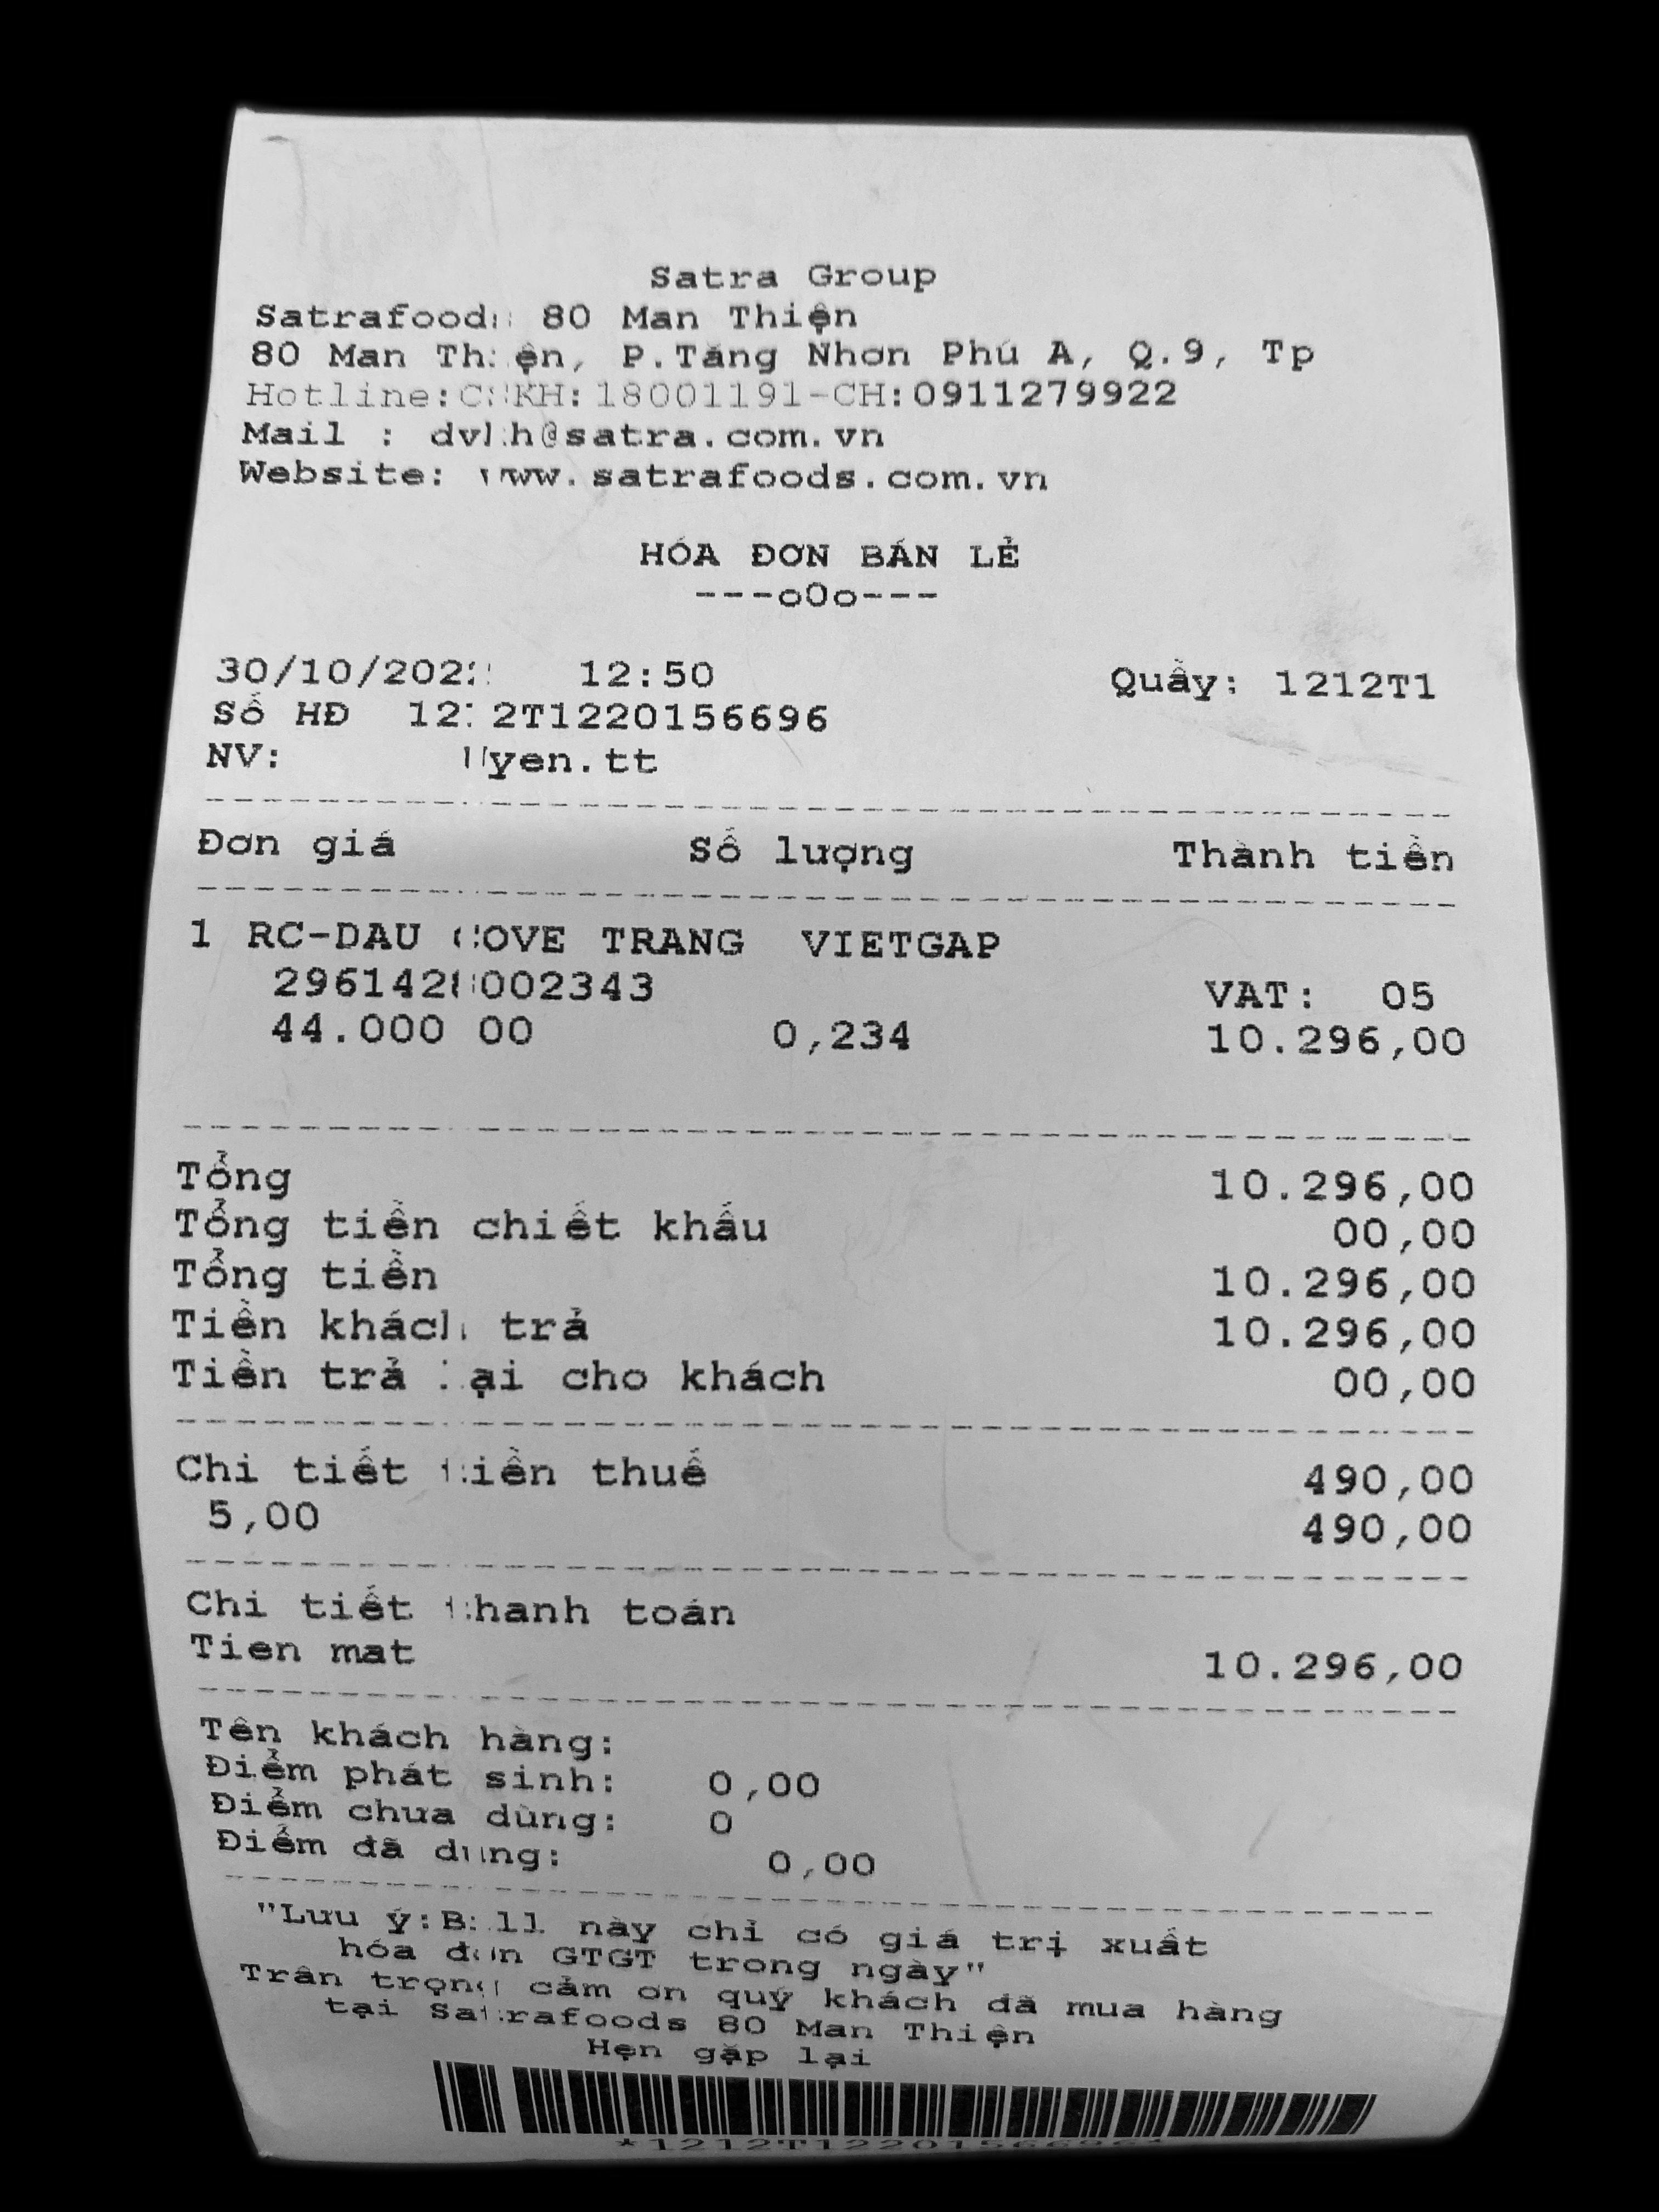 Satra Group
Satrafoods 80 Man Thiện
80 Man Thiện, P.Tăng Nhơn Phú A, Q.9, Tp
Hotline:CSKH:18001191-CH:0911279922
Mail : dvkh@satra.com.vn
Website: www.satrafoods.com.vn
HÓA ĐƠN BÁN LẺ
---oOo---
30/10/2022 12:50 Quầy: 1212T1
Số HĐ 1212T1220156696
NV: uyen.tt
Đơn giá Số lượng Thành tiền
1 RC-DAU COVE TRANG VIETGAP
2961428002343 VAT: 05
44.000 00 0,234 10.296,00
Tổng 10.296,00
Tổng tiền chiết khấu 00,00
Tổng tiền 10.296,00
Tiền khách trả 10.296,00
Tiền trả lại cho khách 00,00
Chi tiết tiền thuế 490,00
5,00 490,00
Chi tiết thanh toán
Tien mat 10.296,00
Tên khách hàng:
Điểm phát sinh: 0,00
Điểm chưa dùng: 0
Điểm đã dùng: 0,00
"Lưu ý:Bill này chỉ có giá trị xuất
hóa đơn GTGT trong ngày"
Trân trọng cảm ơn quý khách đã mua hàng
tại Satrafoods 80 Man Thiện
Hẹn gặp lại
*1212T1220156696*